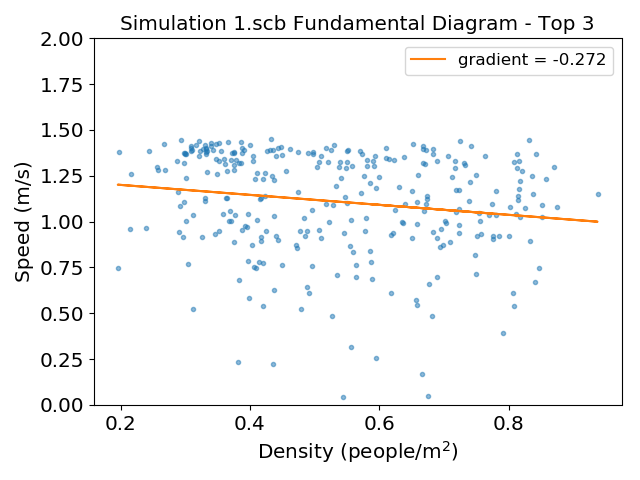 Simulation 1.scb Fundamental Diagram - Top 3
gradient = -0.272
Speed (m/s)
2.00
1.75
1.50
1.25
1.00
0.75
0.50
0.25
0.00
0.2 0.4 0.6 0.8
Density (people/m²)